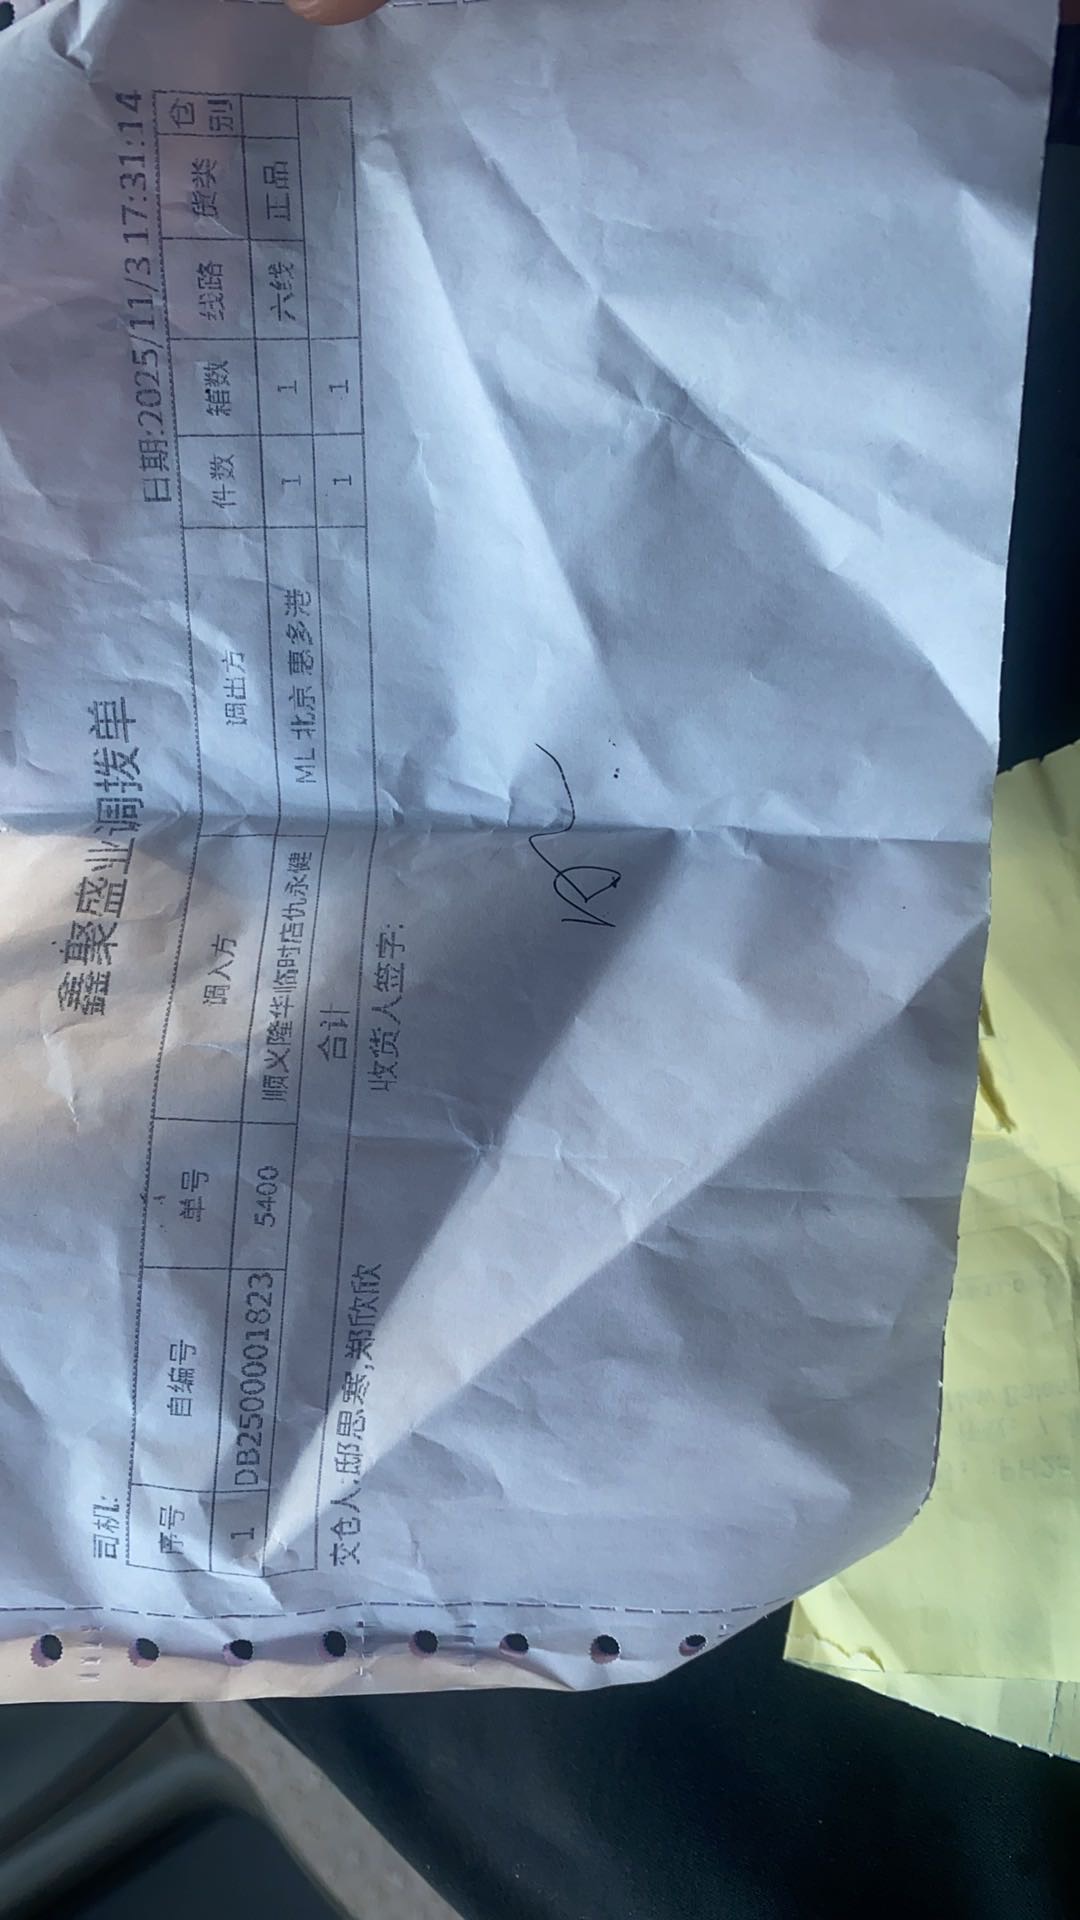 鑫聚盛业调拨单
司机: 日期:2025/11/3 17:31:14
序号 自编号 单号 调入方 调出方 件数 箱数 线路 货类 仓别
1 DB2500001823 5400 顺义隆华临时店仇永健 ML 北京 惠多港 1 1 六线 正品
合计 1 1
交仓人:邸思寒;郑欣欣 收货人签字: